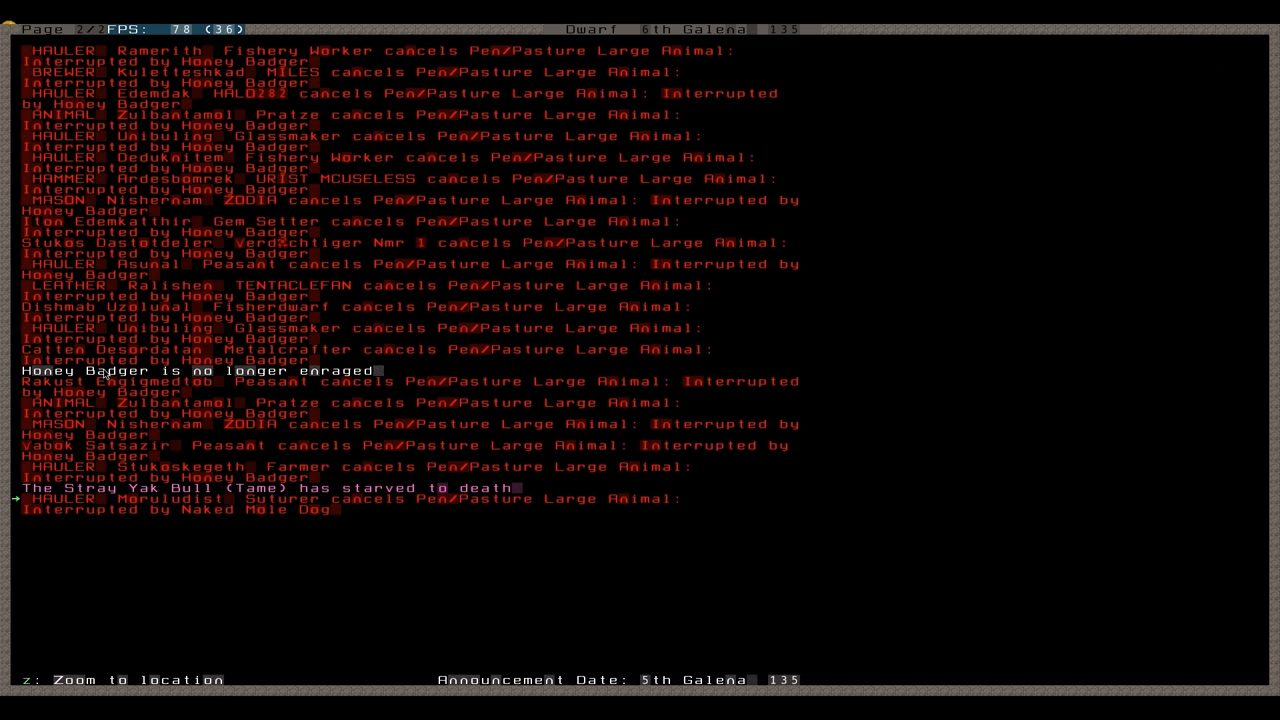 Page 2/2 FPS: 78 (36) Dwarf 6th Galena 135
HAULER Ramerith Fishery Worker cancels Pen/Pasture Large Animal:
Interrupted by Honey Badger
BREWER Kuletteshkad MILES cancels Pen/Pasture Large Animal:
Interrupted by Honey Badger
HAULER Edemdak HALO282 cancels Pen/Pasture Large Animal: Interrupted
by Honey Badger
ANIMAL Zulbantamol Pratze cancels Pen/Pasture Large Animal:
Interrupted by Honey Badger
HAULER Unibuling Glassmaker cancels Pen/Pasture Large Animal:
Interrupted by Honey Badger
HAULER Deduknitem Fishery Worker cancels Pen/Pasture Large Animal:
Interrupted by Honey Badger
HAMMER Ardesbomrek URIST MCUSELESS cancels Pen/Pasture Large Animal:
Interrupted by Honey Badger
MASON Nishernam ZODIA cancels Pen/Pasture Large Animal: Interrupted by
Honey Badger
Iton Edemkatthir Gem Setter cancels Pen/Pasture Large Animal:
Interrupted by Honey Badger
Stukos Dastotdeler Nmr 1 cancels Pen/Pasture Large Animal:
Interrupted by Honey Badger
HAULER Asunal Peasant cancels Pen/Pasture Large Animal: Interrupted by
Honey Badger
LEATHER Ralishen TENTACLEFAN cancels Pen/Pasture Large Animal:
Interrupted by Honey Badger
Dishmab Uzolunal Fisherdwarf cancels Pen/Pasture Large Animal:
Interrupted by Honey Badger
HAULER Unibuling Glassmaker cancels Pen/Pasture Large Animal:
Interrupted by Honey Badger
Catten Desordatan Metalcrafter cancels Pen/Pasture Large Animal:
Interrupted by Honey Badger
Honey Badger is no longer enraged
Rakust Engigmedtob Peasant cancels Pen/Pasture Large Animal: Interrupted
by Honey Badger
ANIMAL Zulbantamol Pratze cancels Pen/Pasture Large Animal:
Interrupted by Honey Badger
MASON Nishernam ZODIA cancels Pen/Pasture Large Animal: Interrupted by
Honey Badger
Vabok Satsazir Peasant cancels Pen/Pasture Large Animal: Interrupted by
Honey Badger
HAULER Stukoskegeth Farmer cancels Pen/Pasture Large Animal:
Interrupted by Honey Badger
The Stray Yak Bull (Tame) has starved to death
HAULER Moruludist Suturer cancels Pen/Pasture Large Animal:
Interrupted by Naked Mole Dog
z: Zoom to location Announcement Date: 5th Galena 135